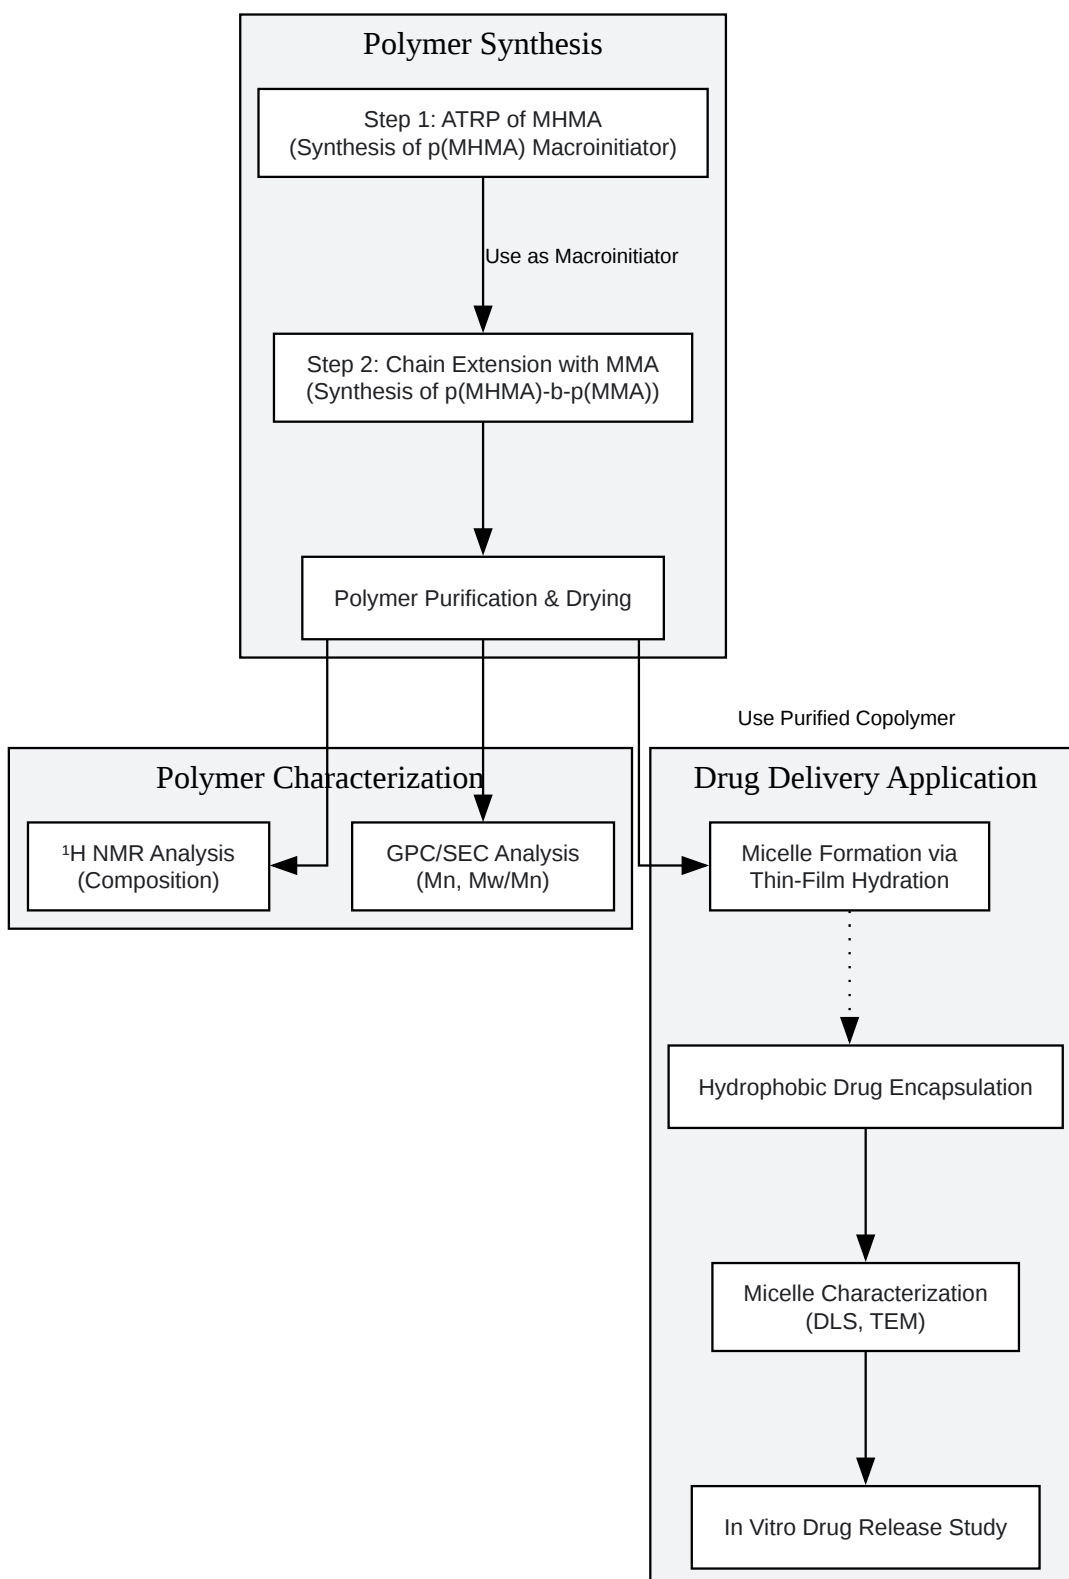 Polymer Synthesis
Step 1: ATRP of MHMA
(Synthesis of p(MHMA) Macroinitiator)
Use as Macroinitiator
Step 2: Chain Extension with MMA
(Synthesis of p(MHMA)-b-p(MMA))
Polymer Purification & Drying
Use Purified Copolymer
Polymer Characterization
¹H NMR Analysis
(Composition)
GPC/SEC Analysis
(Mn, Mw/Mn)
Drug Delivery Application
Micelle Formation via
Thin-Film Hydration
Hydrophobic Drug Encapsulation
Micelle Characterization
(DLS, TEM)
In Vitro Drug Release Study